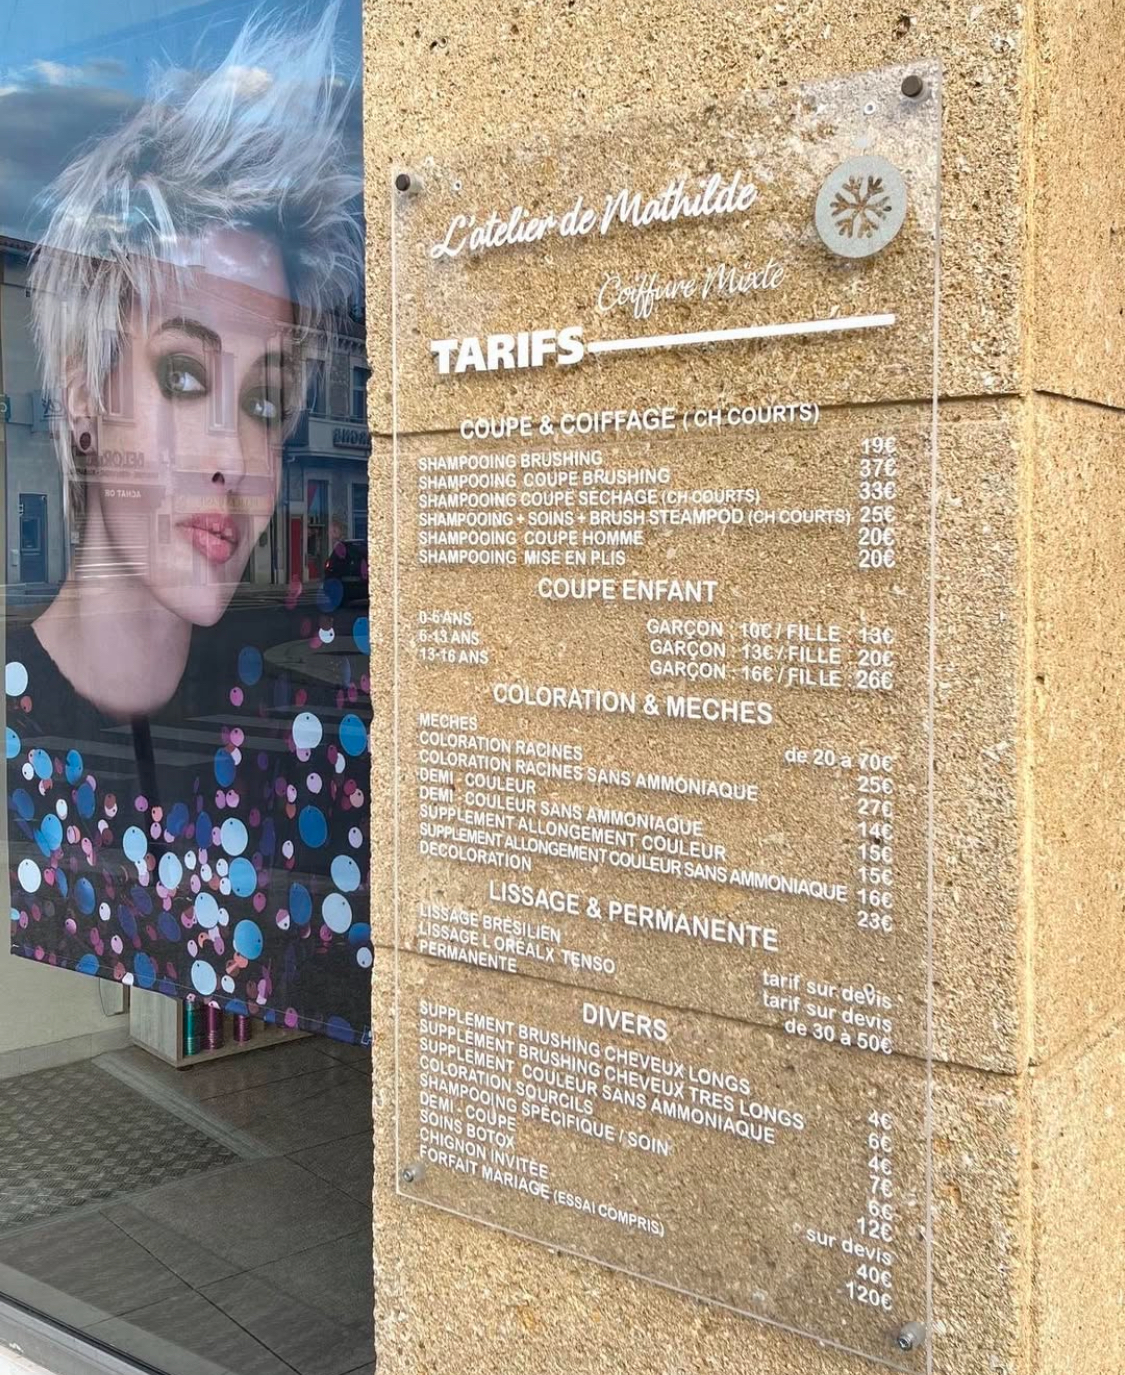 L'atelier de Mathilde
Coiffure Mixte
TARIFS
COUPE & COIFFAGE ( CH COURTS)
SHAMPOOING BRUSHING 19€
SHAMPOOING COUPE BRUSHING 37€
SHAMPOOING COUPE SECHAGE (CH COURTS) 33€
SHAMPOOING + SOINS + BRUSH STEAMPOD (CH COURTS) 25€
SHAMPOOING COUPE HOMME 20€
SHAMPOOING MISE EN PLIS 20€
COUPE ENFANT
0-6 ANS GARÇON : 10€ / FILLE : 13€
6-13 ANS GARÇON : 13€ / FILLE : 20€
13-16 ANS GARÇON : 16€ / FILLE : 26€
COLORATION & MECHES
MECHES de 20 a 70€
COLORATION RACINES 25€
COLORATION RACINES SANS AMMONIAQUE 27€
DEMI - COULEUR 14€
DEMI - COULEUR SANS AMMONIAQUE 15€
SUPPLEMENT ALLONGEMENT COULEUR 15€
SUPPLEMENT ALLONGEMENT COULEUR SANS AMMONIAQUE 16€
DECOLORATION 23€
LISSAGE & PERMANENTE
LISSAGE BRESILIEN tarif sur devis
LISSAGE L OREAL X TENSO tarif sur devis
PERMANENTE de 30 a 50€
DIVERS
SUPPLEMENT BRUSHING CHEVEUX LONGS 4€
SUPPLEMENT BRUSHING CHEVEUX TRES LONGS 6€
SUPPLEMENT COULEUR SANS AMMONIAQUE 4€
COLORATION SOURCILS 7€
SHAMPOOING SPÉCIFIQUE / SOIN 6€
DEMI - COUPE 12€
SOINS BOTOX sur devis
CHIGNON INVITÉE 40€
FORFAIT MARIAGE (ESSAI COMPRIS) 120€
ACHAT OR